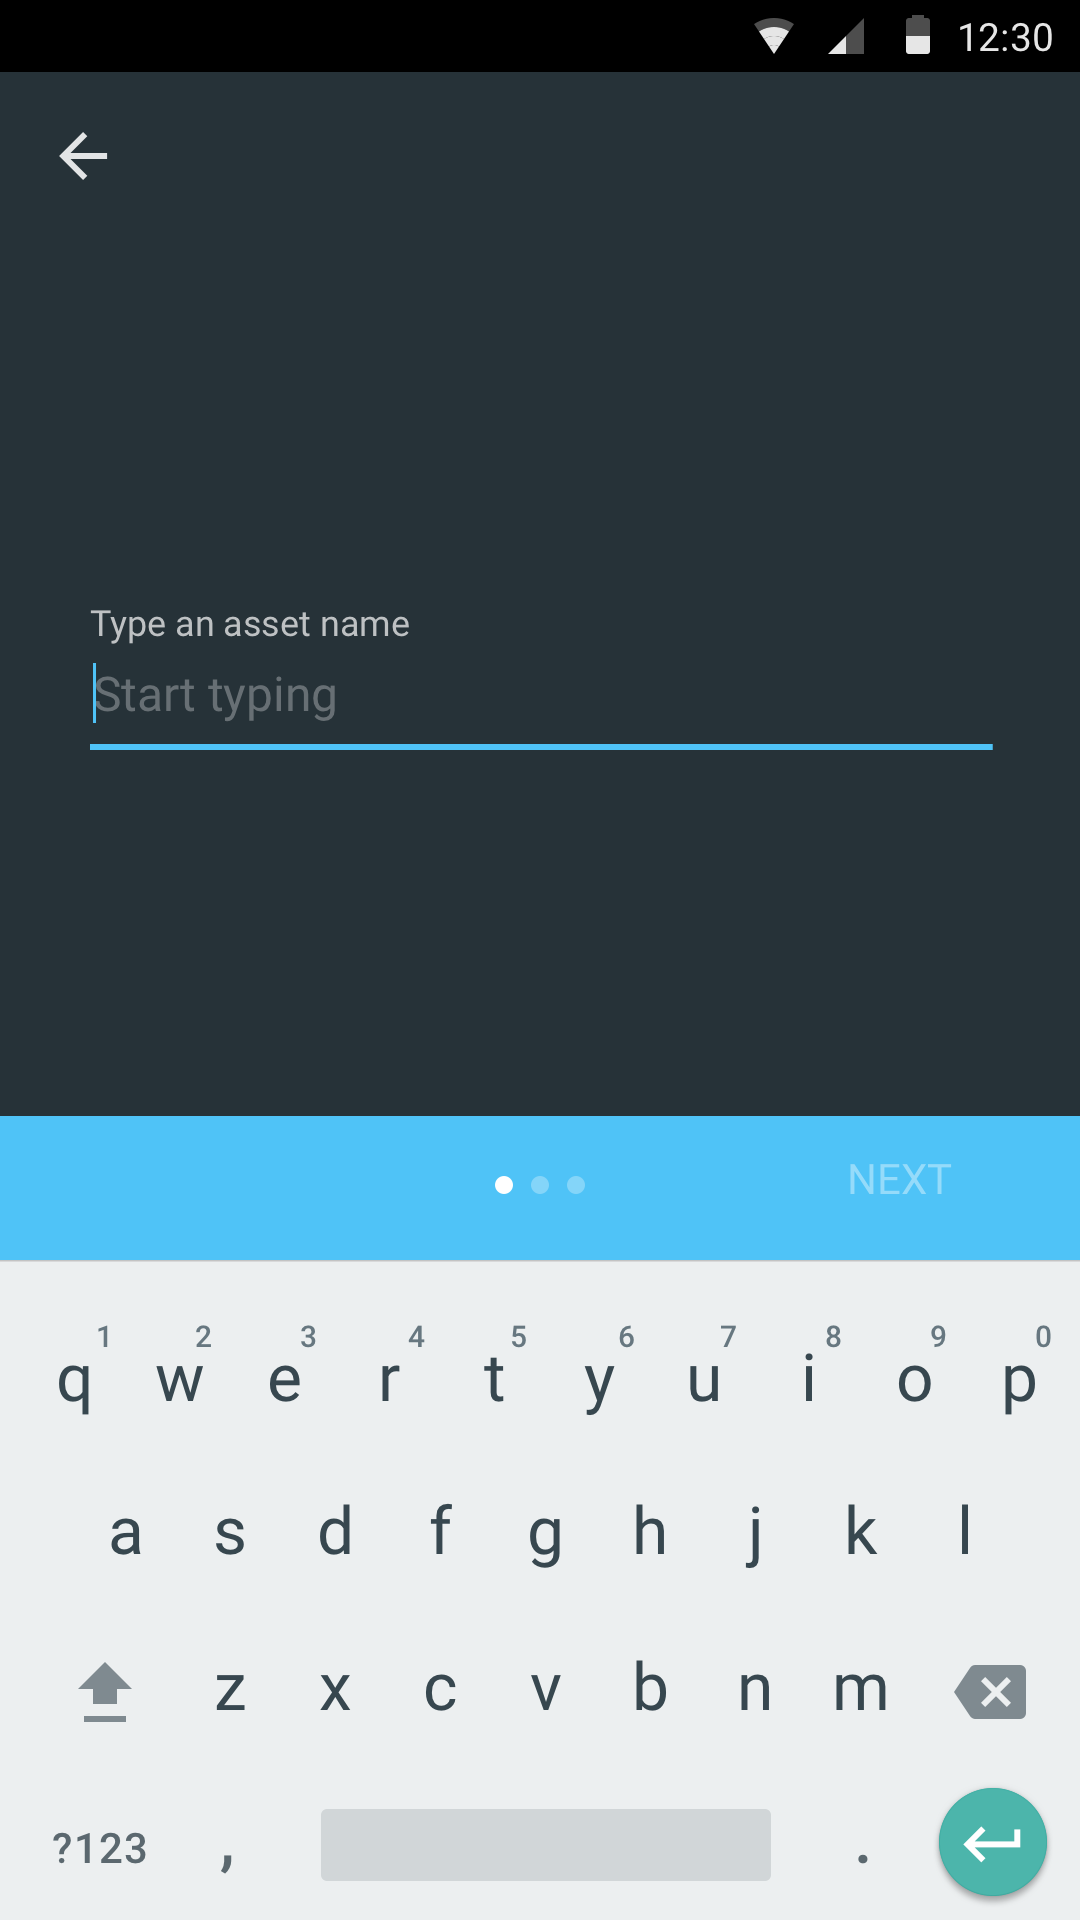 12:30
Type an asset name
Start typing
NEXT
1 2 3 4 5 6 7 8 9 0
q w e r t y u i o p
a s d f g h j k l
z x c v b n m
?123 , .